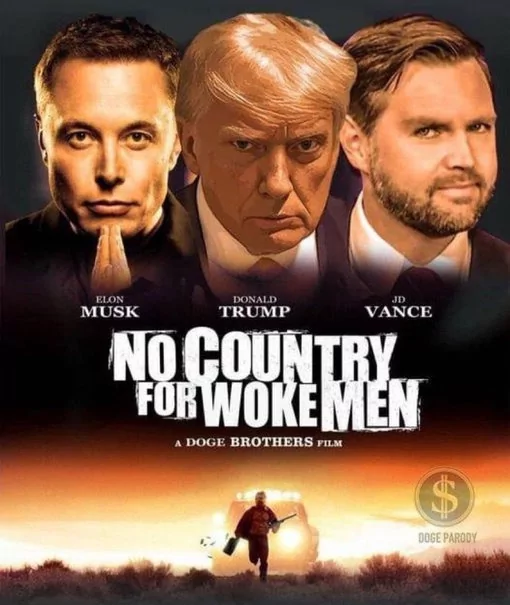 ELON
MUSK
DONALD
TRUMP
JD
VANCE
NO COUNTRY
FOR WOKE MEN
A DOGE BROTHERS FILM
$
DOGE PARODY